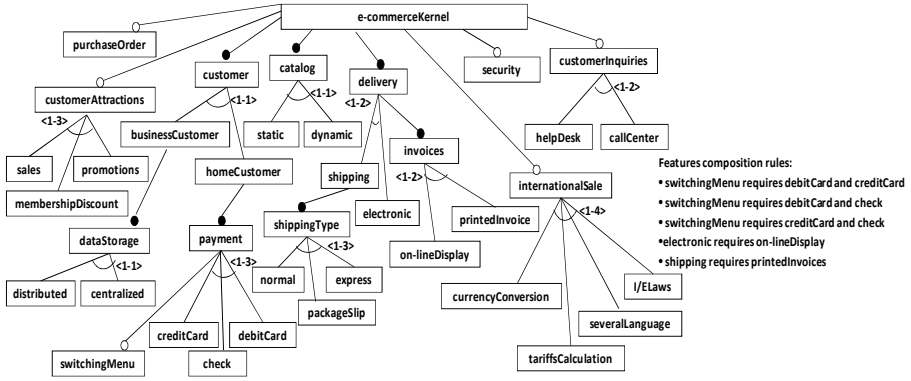 e-commerceKernel
purchaseOrder
customer
catalog
delivery
security
customerInquiries
customerAttractions
<1-1>
<1-1>
<1-2>
<1-2>
<1-3>
businessCustomer
static
dynamic
invoices
helpDesk
callCenter
sales
promotions
homeCustomer
shipping
<1-2>
internationalSale
membershipDiscount
electronic
printedInvoice
<1-4>
dataStorage
payment
shippingType
on-lineDisplay
<1-1>
<1-3>
<1-3>
distributed
centralized
normal
express
currencyConversion
I/ELaws
packageSlip
severalLanguage
creditCard
debitCard
tariffsCalculation
switchingMenu
check
Features composition rules:
• switchingMenu requires debitCard and creditCard
• switchingMenu requires debitCard and check
• switchingMenu requires creditCard and check
•electronic requires on-lineDisplay
• shipping requires printedInvoices